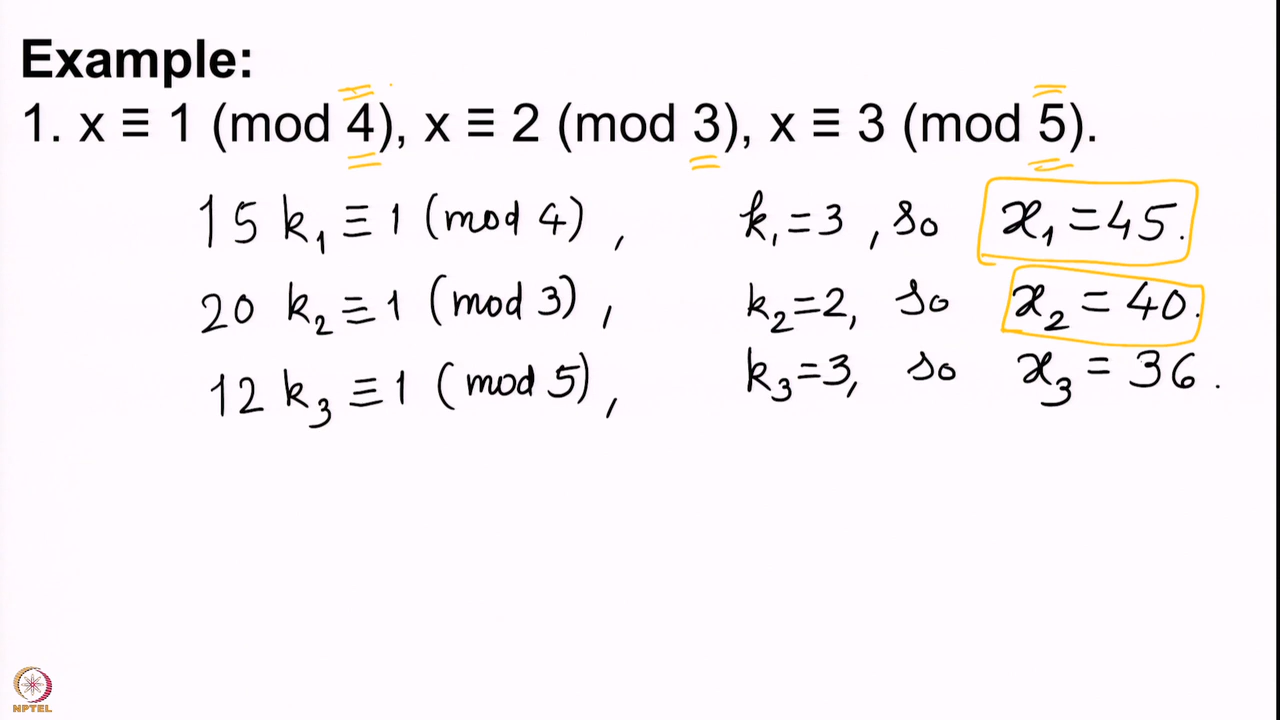 Example:
1. x ≡ 1 (mod 4), x ≡ 2 (mod 3), x ≡ 3 (mod 5).
15 k₁ ≡ 1 (mod 4), k₁ = 3, so x₁ = 45.
20 k₂ ≡ 1 (mod 3), k₂ = 2, so x₂ = 40.
12 k₃ ≡ 1 (mod 5), k₃ = 3, so x₃ = 36.
NPTEL